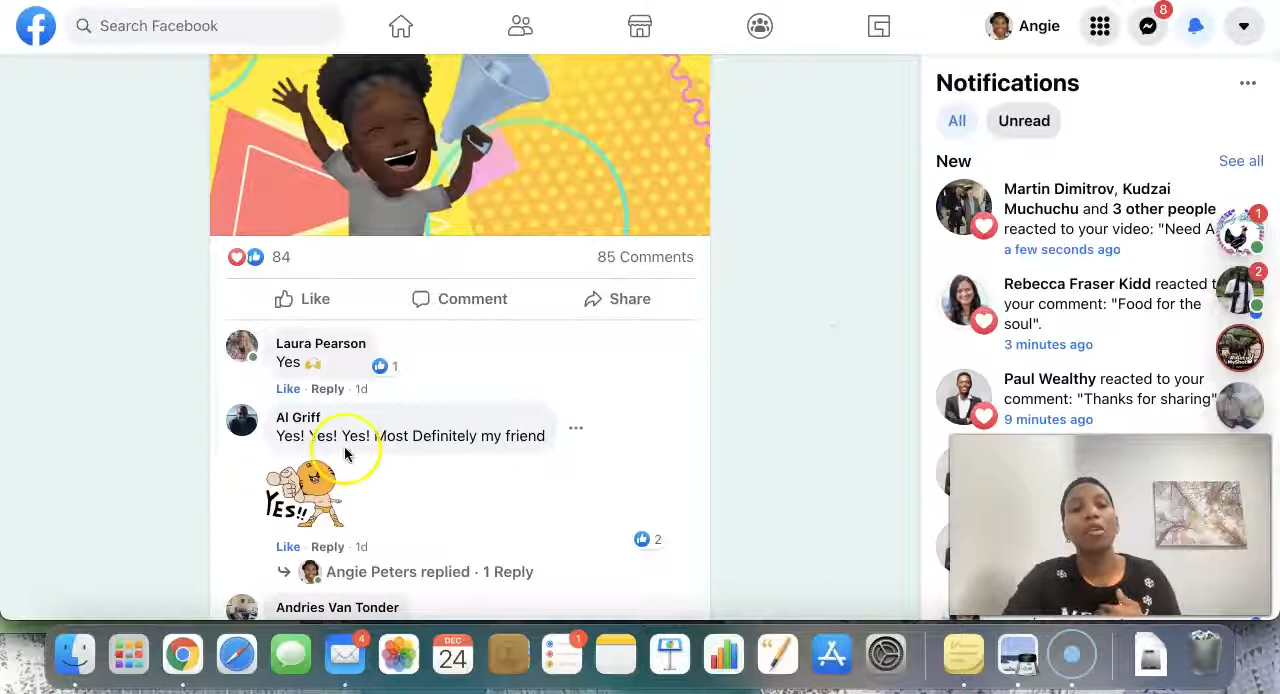 Search Facebook
Angie
8
84
85 Comments
Like
Comment
Share
Laura Pearson
Yes
1
Like · Reply · 1d
Al Griff
Yes! Yes! Yes! Most Definitely my friend
YES!!
Like · Reply · 1d
2
Angie Peters replied · 1 Reply
Andries Van Tonder
Notifications
All
Unread
New
See all
Martin Dimitrov, Kudzai
Muchuchu and 3 other people
reacted to your video: "Need A
a few seconds ago
1
Rebecca Fraser Kidd reacted t
your comment: "Food for the
soul".
3 minutes ago
2
Paul Wealthy reacted to your
comment: "Thanks for sharing"
9 minutes ago
4
DEC
24
1